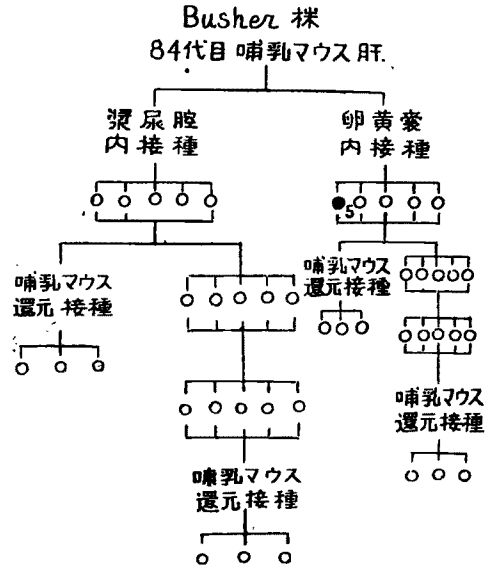 Busher 株
84代目哺乳マウス肝.
漿尿腔
内接種
卵黄嚢
内接種
5
哺乳マウス
還元接種
哺乳マウス
還元接種
哺乳マウス
還元接種
哺乳マウス
還元接種